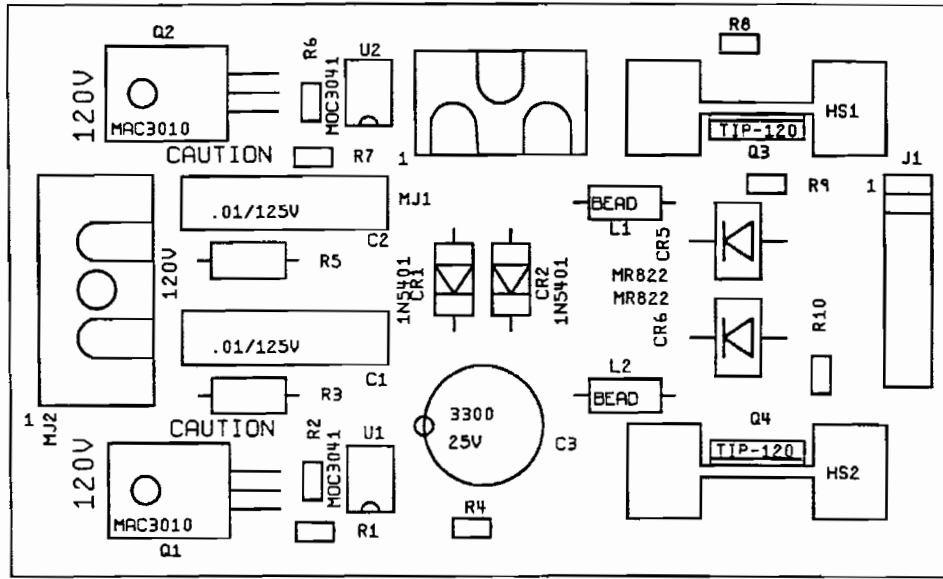 Q2
120V
MAC3010
R6
MOC3041
U2
CAUTION
R7
1
R8
HS1
TIP-120
Q3
J1
1
R9
.01/125V
C2
MJ1
BEAD
L1
CR5
MR822
MR822
CR6
120V
R5
1N5401
CR1
CR2
1N5401
R10
.01/125V
C1
R3
L2
BEAD
1
MJ2
CAUTION
3300
25V
C3
Q4
TIP-120
HS2
120V
R2
MOC3041
U1
MAC3010
Q1
R1
R4